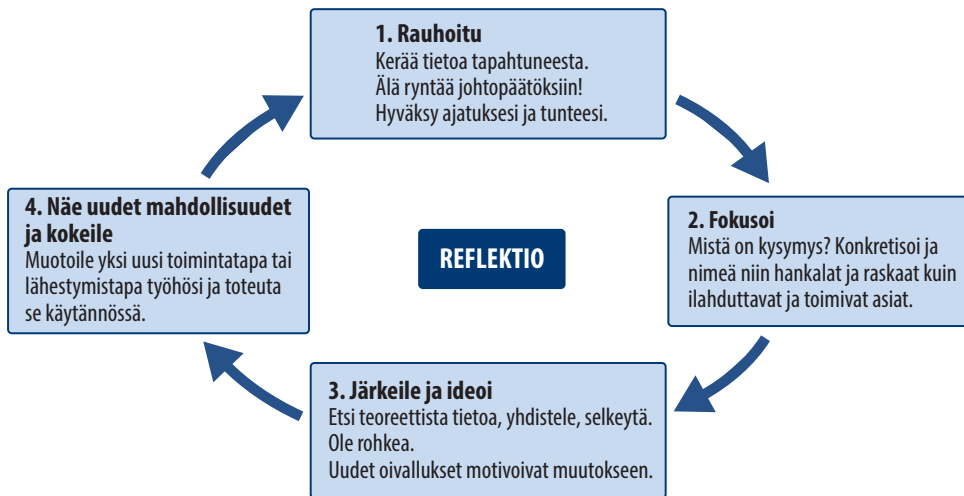 1. Rauhoitu
Kerää tietoa tapahtuneesta.
Älä ryntää johtopäätöksiin!
Hyväksy ajatuksesi ja tunteesi.
2. Fokusoi
Mistä on kysymys? Konkretisoi ja
nimeä niin hankalat ja raskaat kuin
ilahduttavat ja toimivat asiat.
REFLEKTIO
3. Järkeile ja ideoi
Etsi teoreettista tietoa, yhdistele, selkeytä.
Ole rohkea.
Uudet oivallukset motivoivat muutokseen.
4. Näe uudet mahdollisuudet
ja kokeile
Muotoile yksi uusi toimintatapa tai
lähestymistapa työhösi ja toteuta
se käytännössä.